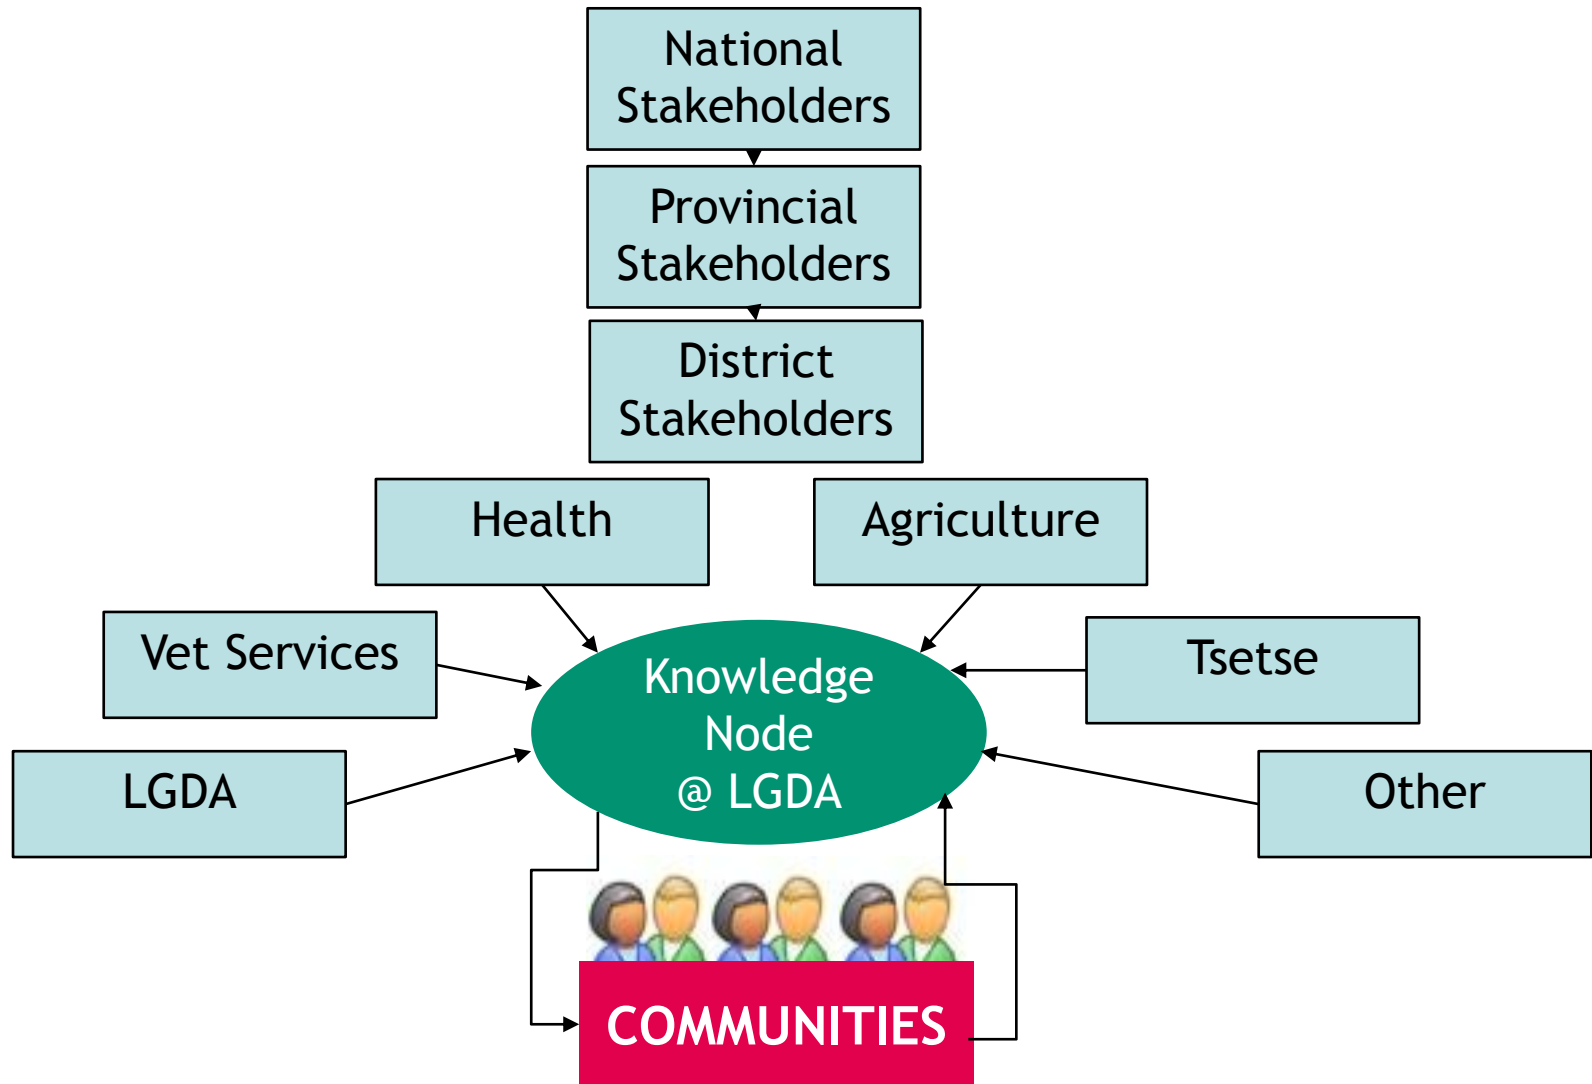 National
Stakeholders
Provincial
Stakeholders
District
Stakeholders
Health
Agriculture
Vet Services
Tsetse
LGDA
Other
Knowledge
Node
@ LGDA
COMMUNITIES